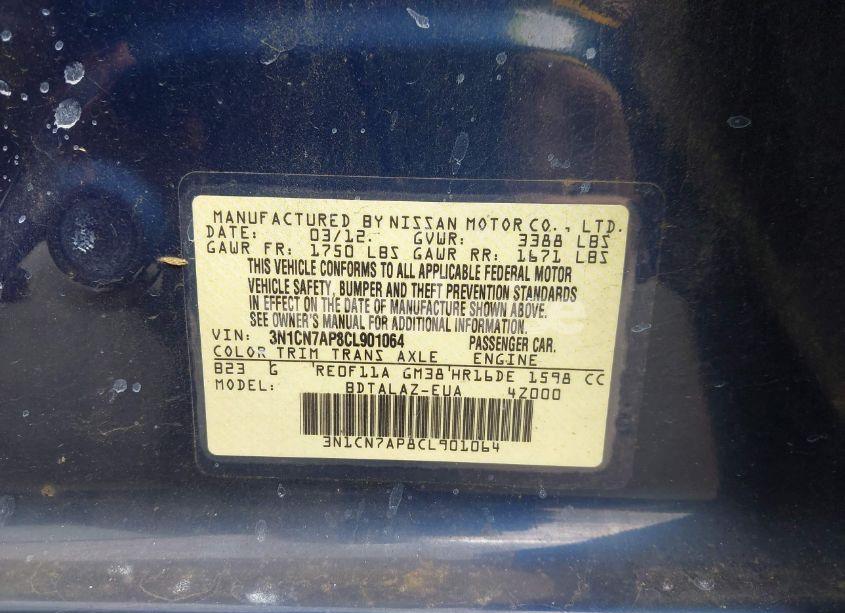 MANUFACTURED BY NISSAN MOTOR CO., LTD.
DATE: 03/12. GVWR: 3388 LBS
GAWR FR: 1750 LBS GAWR RR: 1671 LBS
THIS VEHICLE CONFORMS TO ALL APPLICABLE FEDERAL MOTOR
VEHICLE SAFETY, BUMPER AND THEFT PREVENTION STANDARDS
IN EFFECT ON THE DATE OF MANUFACTURE SHOWN ABOVE.
SEE OWNER'S MANUAL FOR ADDITIONAL INFORMATION.
VIN: 3N1CN7AP8CL901064 PASSENGER CAR.
COLOR TRIM TRANS AXLE ENGINE
B23 G RE0F11A GM38 HR16DE 1598 CC
MODEL: BDTALAZ-EUA 4Z000
3N1CN7AP8CL901064